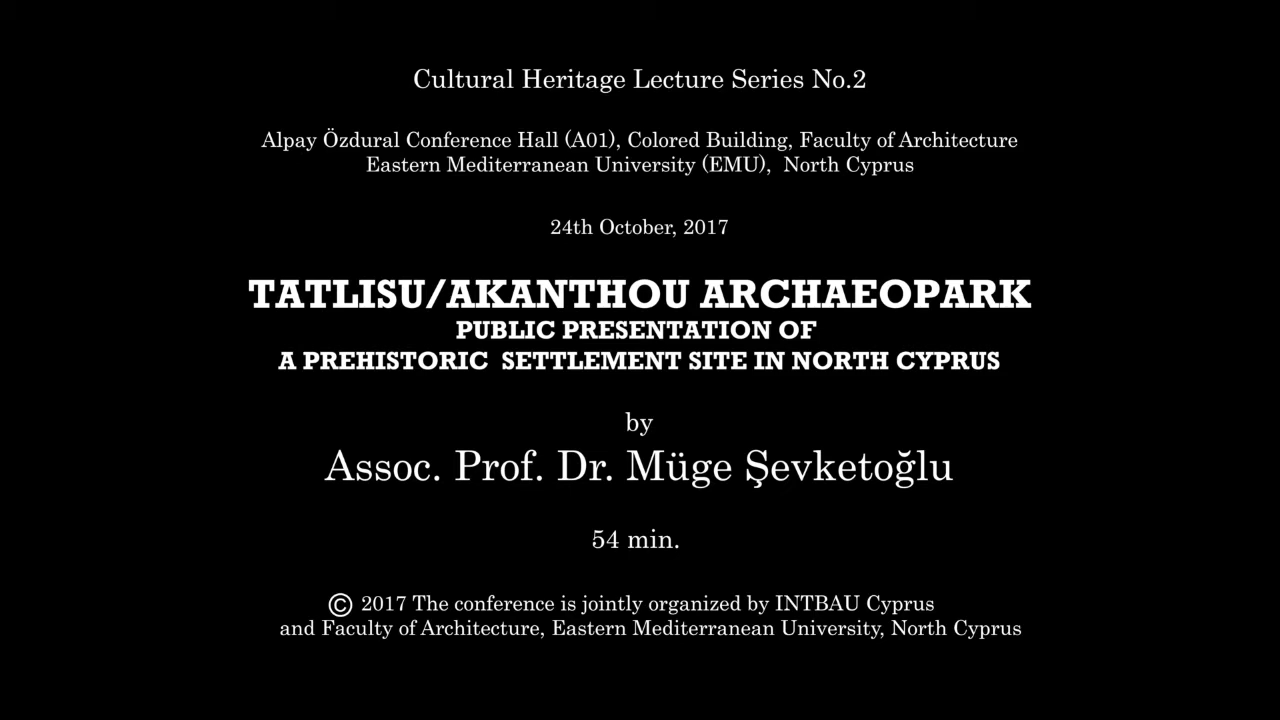 Cultural Heritage Lecture Series No.2
Alpay Özdural Conference Hall (A01), Colored Building, Faculty of Architecture
Eastern Mediterranean University (EMU), North Cyprus
24th October, 2017
TATLISU/AKANTHOU ARCHAEOPARK
PUBLIC PRESENTATION OF
A PREHISTORIC SETTLEMENT SITE IN NORTH CYPRUS
by
Assoc. Prof. Dr. Müge Şevketoğlu
54 min.
© 2017 The conference is jointly organized by INTBAU Cyprus
and Faculty of Architecture, Eastern Mediterranean University, North Cyprus